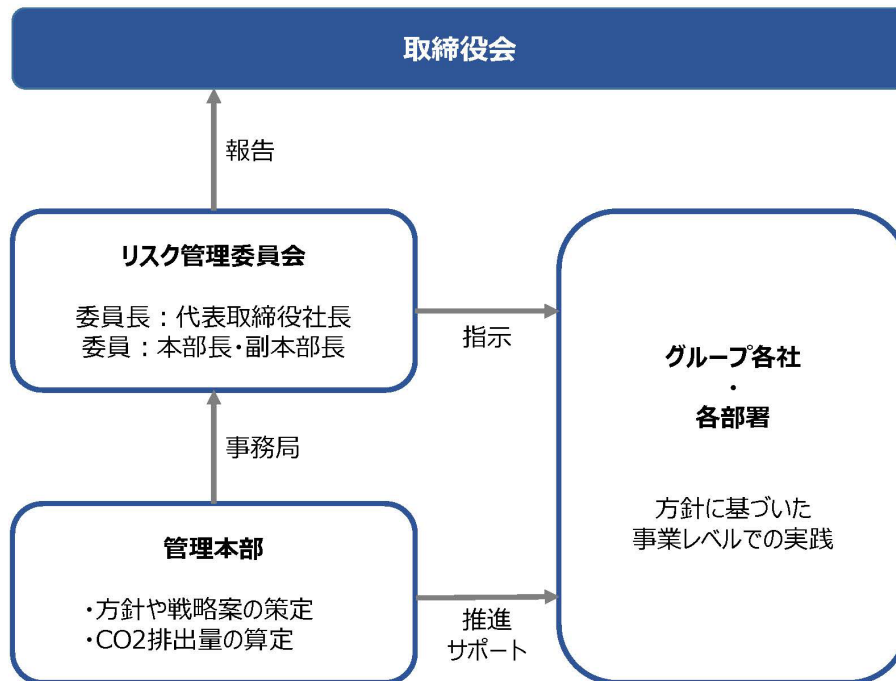 取締役会
報告
リスク管理委員会
委員長：代表取締役社長
委員：本部長・副本部長
指示
グループ各社
・
各部署
方針に基づいた
事業レベルでの実践
事務局
管理本部
・方針や戦略案の策定
・CO2排出量の算定
推進
サポート